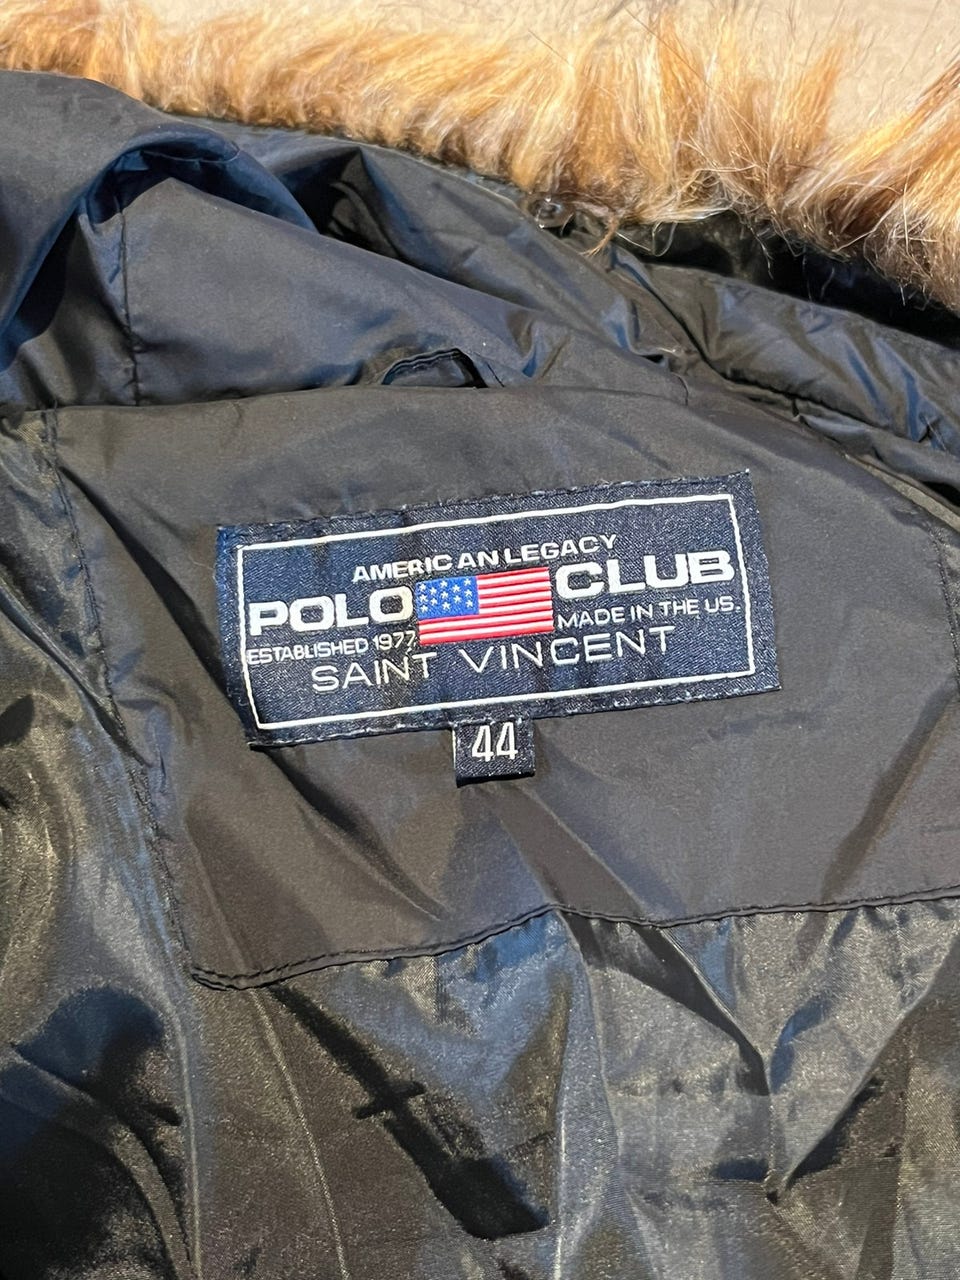 AMERICAN LEGACY
POLO CLUB
ESTABLISHED 1977 MADE IN THE US.
SAINT VINCENT
44